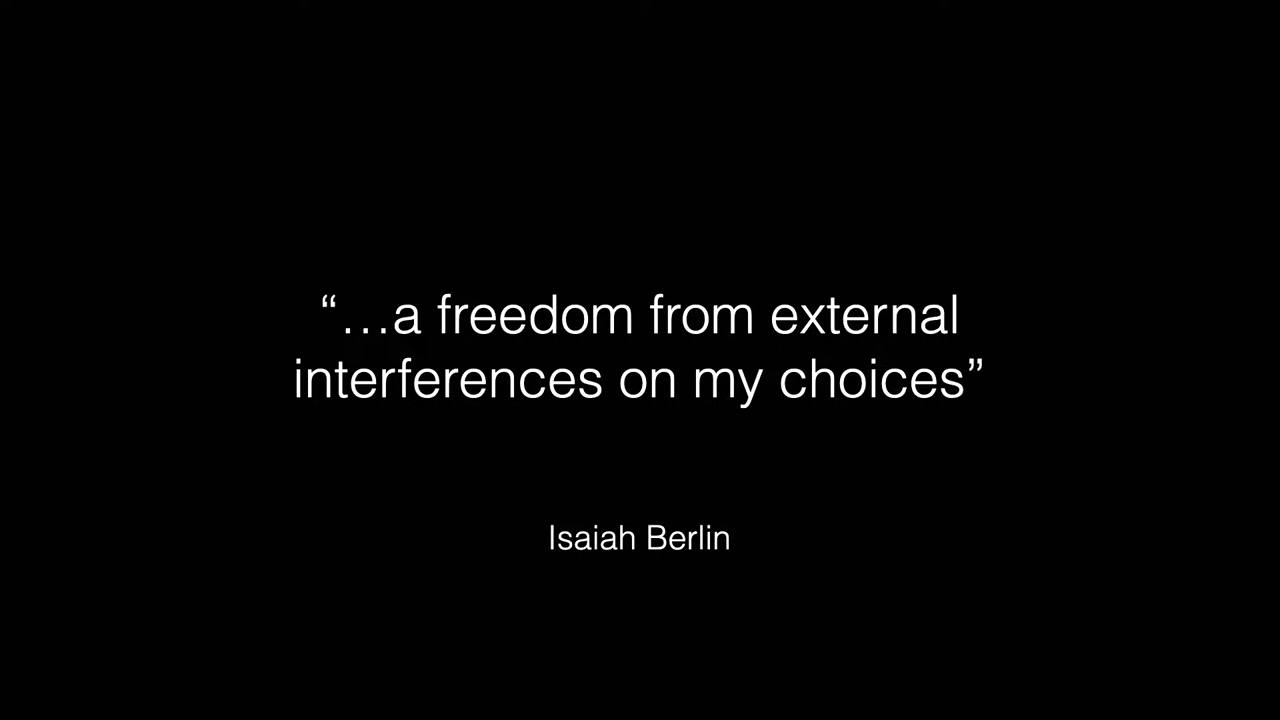 “…a freedom from external
interferences on my choices”
Isaiah Berlin